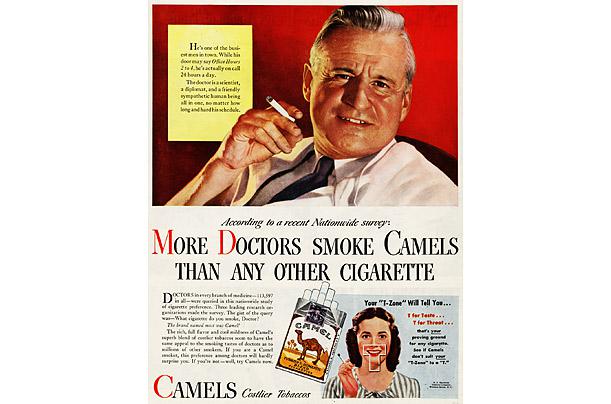 He's one of the busi-
est men in town. While his
door may say Office Hours
2 to 4, he's actually on call
24 hours a day.
The doctor is a scientist,
a diplomat, and a friendly
sympathetic human being
all in one, no matter how
long and hard his schedule.
According to a recent Nationwide survey:
MORE DOCTORS SMOKE CAMELS
THAN ANY OTHER CIGARETTE
DOCTORS in every branch of medicine—113,597
in all—were queried in this nationwide study
of cigarette preference. Three leading research or-
ganizations made the survey. The gist of the query
was—What cigarette do you smoke, Doctor?
The brand named most was Camel!
The rich, full flavor and cool mildness of Camel's
superb blend of costlier tobaccos seem to have the
same appeal to the smoking tastes of doctors as to
millions of other smokers. If you are a Camel
smoker, this preference among doctors will hardly
surprise you. If you're not—well, try Camels now.
CAMEL
Your "T-Zone" Will Tell You...
T for Taste...
T for Throat...
that's your
proving ground
for any cigarette.
See if Camels
don't suit your
"T-Zone" to a "T."
CAMELS Costlier Tobaccos